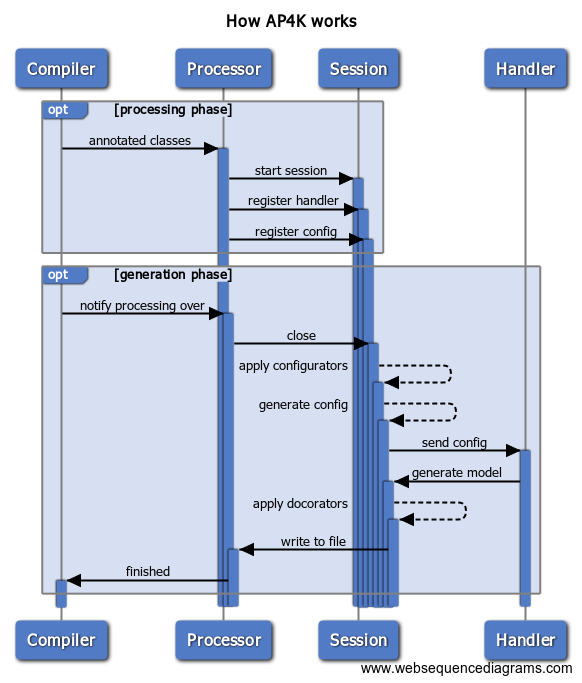 How AP4K works
Compiler Processor Session Handler
opt [processing phase]
annotated classes
start session
register handler
register config
opt [generation phase]
notify processing over
close
apply configurators
generate config
send config
generate model
apply docorators
write to file
finished
Compiler Processor Session Handler
www.websequencediagrams.com